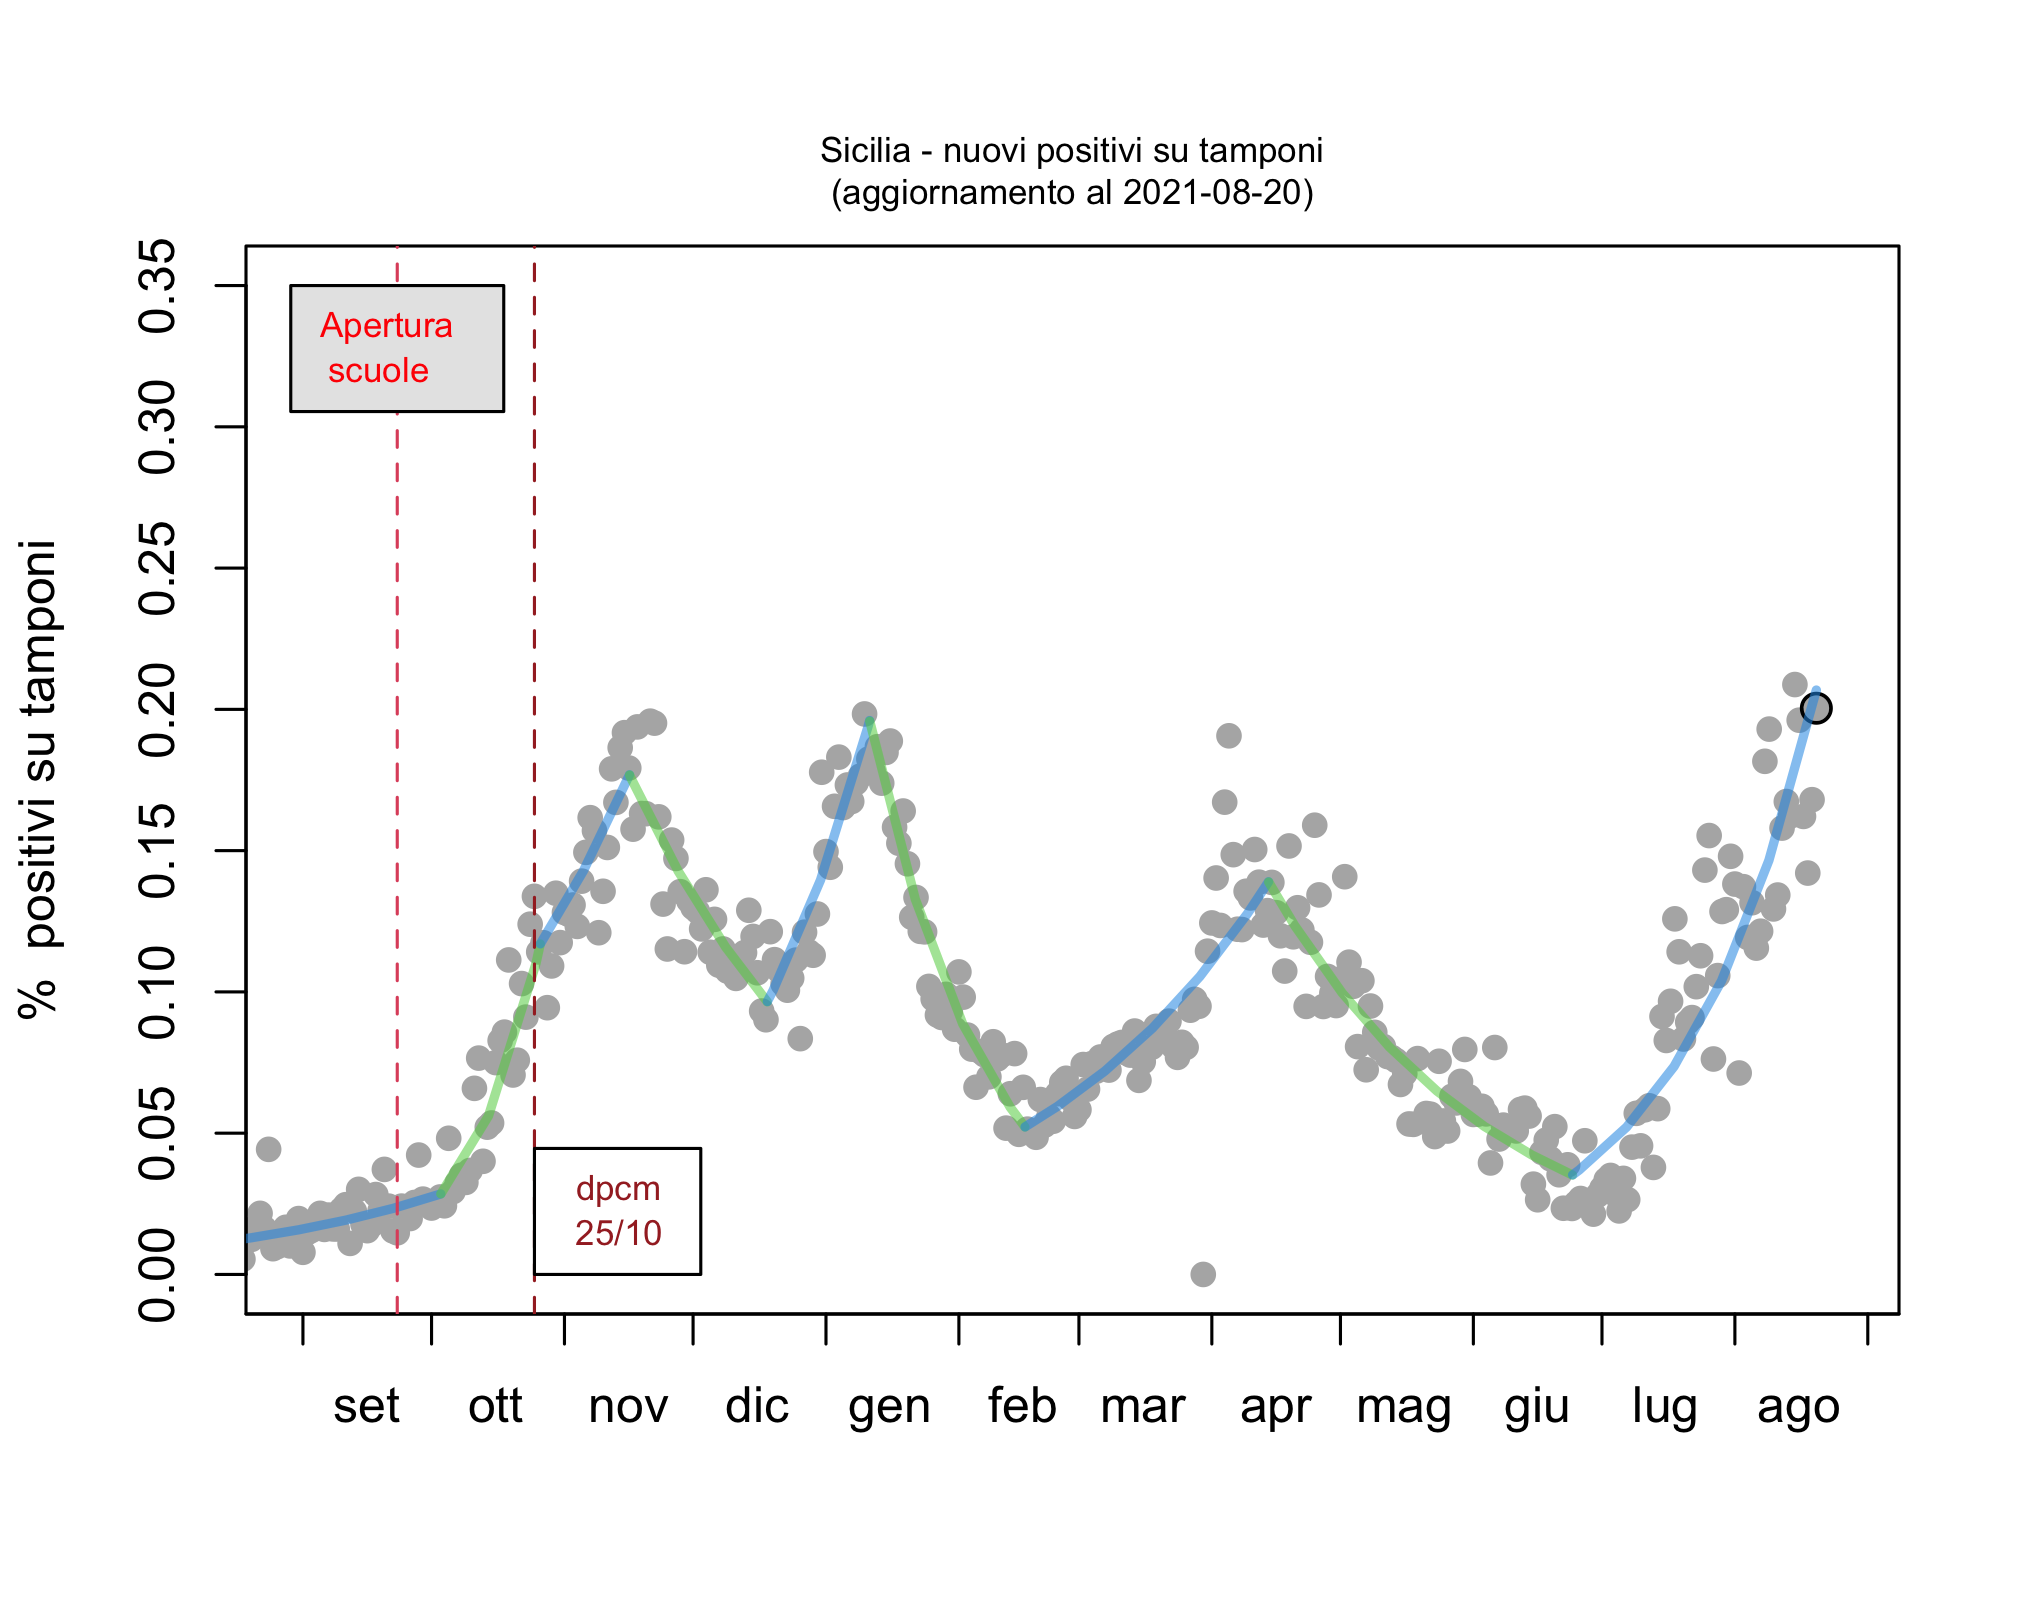 Sicilia - nuovi positivi su tamponi
(aggiornamento al 2021-08-20)
% positivi su tamponi
0.35
0.30
0.25
0.20
0.15
0.10
0.05
0.00
Apertura
scuole
dpcm
25/10
set ott nov dic gen feb mar apr mag giu lug ago